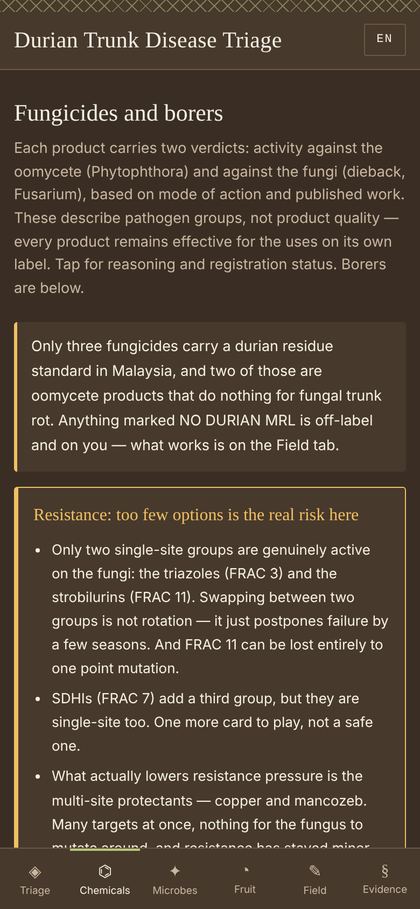 Durian Trunk Disease Triage
EN
Fungicides and borers
Each product carries two verdicts: activity against the
oomycete (Phytophthora) and against the fungi (dieback,
Fusarium), based on mode of action and published work.
These describe pathogen groups, not product quality —
every product remains effective for the uses on its own
label. Tap for reasoning and registration status. Borers
are below.
Only three fungicides carry a durian residue
standard in Malaysia, and two of those are
oomycete products that do nothing for fungal trunk
rot. Anything marked NO DURIAN MRL is off-label
and on you — what works is on the Field tab.
Resistance: too few options is the real risk here
• Only two single-site groups are genuinely active
on the fungi: the triazoles (FRAC 3) and the
strobilurins (FRAC 11). Swapping between two
groups is not rotation — it just postpones failure by
a few seasons. And FRAC 11 can be lost entirely to
one point mutation.
• SDHIs (FRAC 7) add a third group, but they are
single-site too. One more card to play, not a safe
one.
• What actually lowers resistance pressure is the
multi-site protectants — copper and mancozeb.
Many targets at once, nothing for the fungus to
mutate around, and resistance has stayed minor
Triage
Chemicals
Microbes
Fruit
Field
§
Evidence